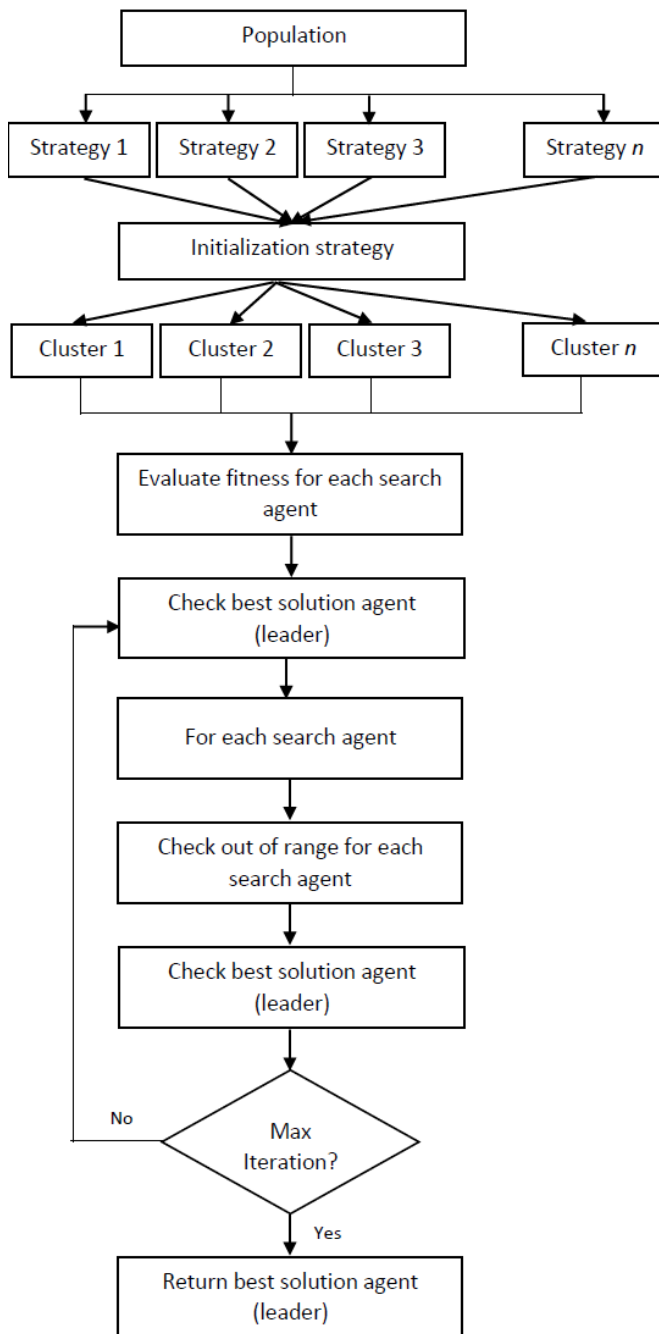 Population
Strategy 1
Strategy 2
Strategy 3
Strategy n
Initialization strategy
Cluster 1
Cluster 2
Cluster 3
Cluster n
Evaluate fitness for each search
agent
Check best solution agent
(leader)
For each search agent
Check out of range for each
search agent
Check best solution agent
(leader)
No
Max
Iteration?
Yes
Return best solution agent
(leader)